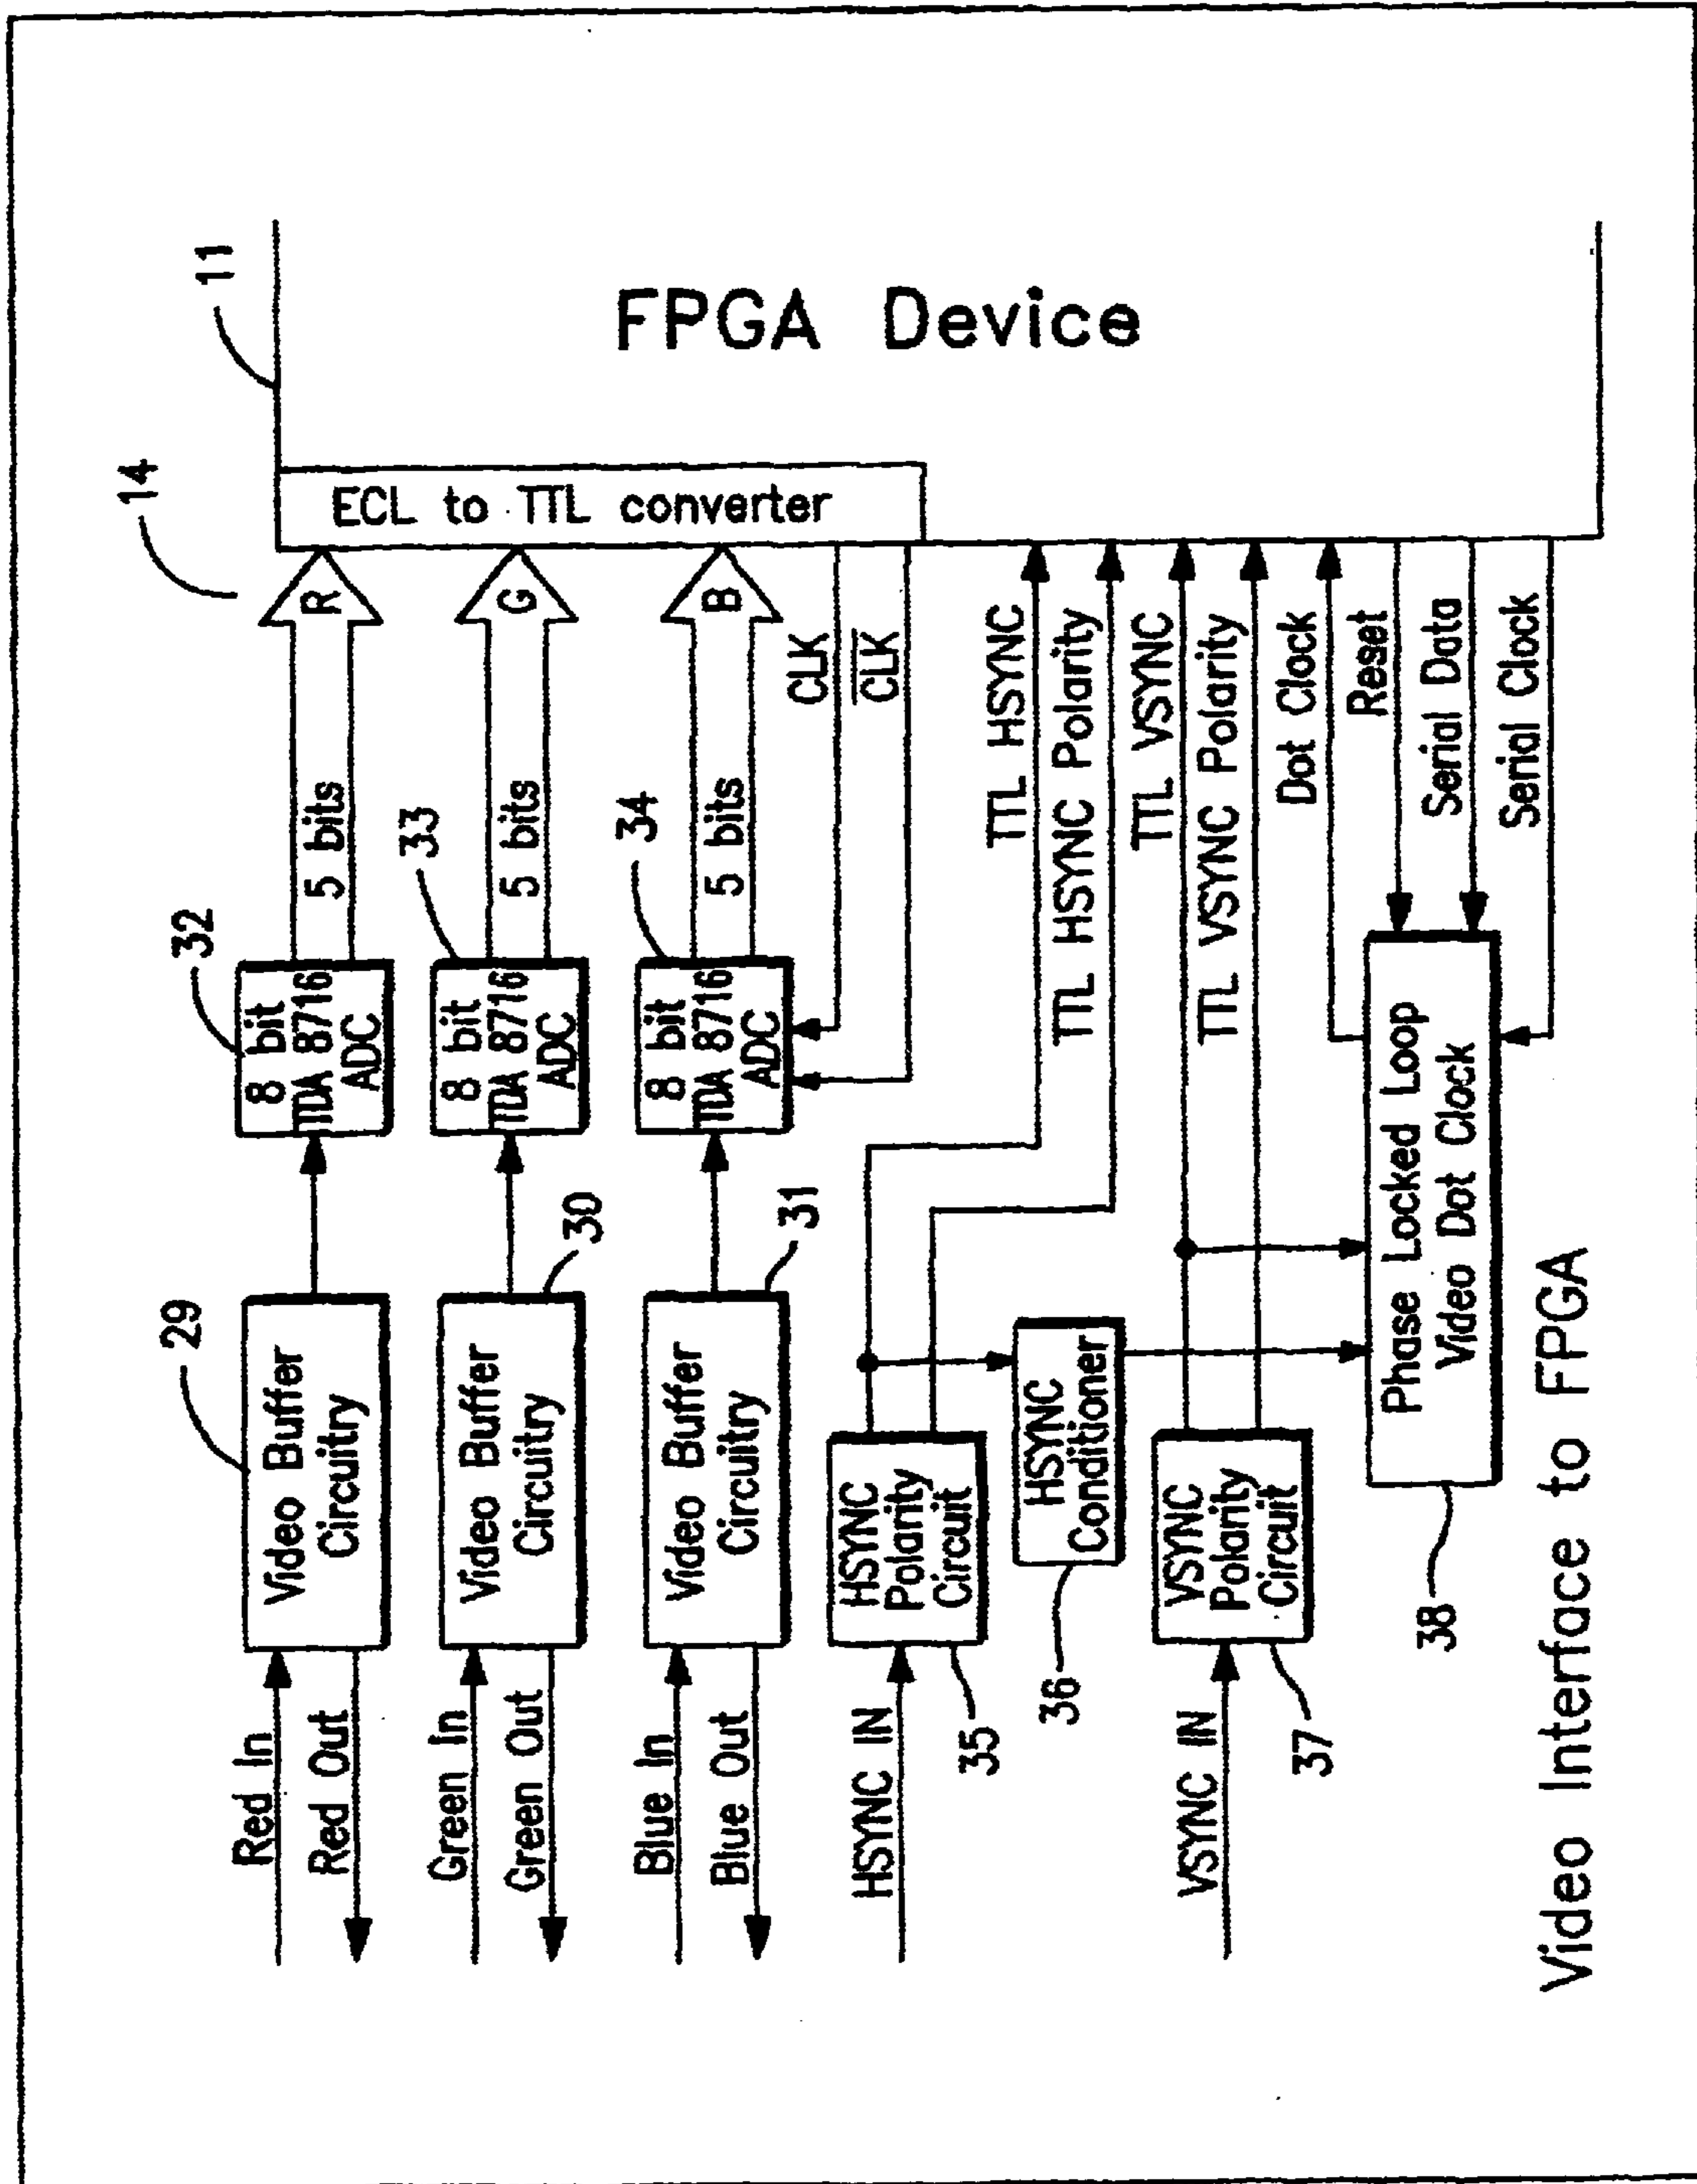 14
11
Red In
Red Out
29
Video Buffer
Circuitry
32
8 bit
TDA 8716
ADC
5 bits
R
ECL to TTL converter
FPGA Device
Green In
Green Out
30
Video Buffer
Circuitry
33
8 bit
TDA 8716
ADC
5 bits
G
Blue In
Blue Out
31
Video Buffer
Circuitry
34
8 bit
TDA 8716
ADC
5 bits
B
CLK
CLK
HSYNC IN
35
HSYNC
Polarity
Circuit
TTL HSYNC
TTL HSYNC Polarity
36
HSYNC
Conditioner
VSYNC IN
37
VSYNC
Polarity
Circuit
TTL VSYNC
TTL VSYNC Polarity
Dot Clock
Reset
Serial Data
Serial Clock
38
Phase Locked Loop
Video Dot Clock
Video Interface to FPGA